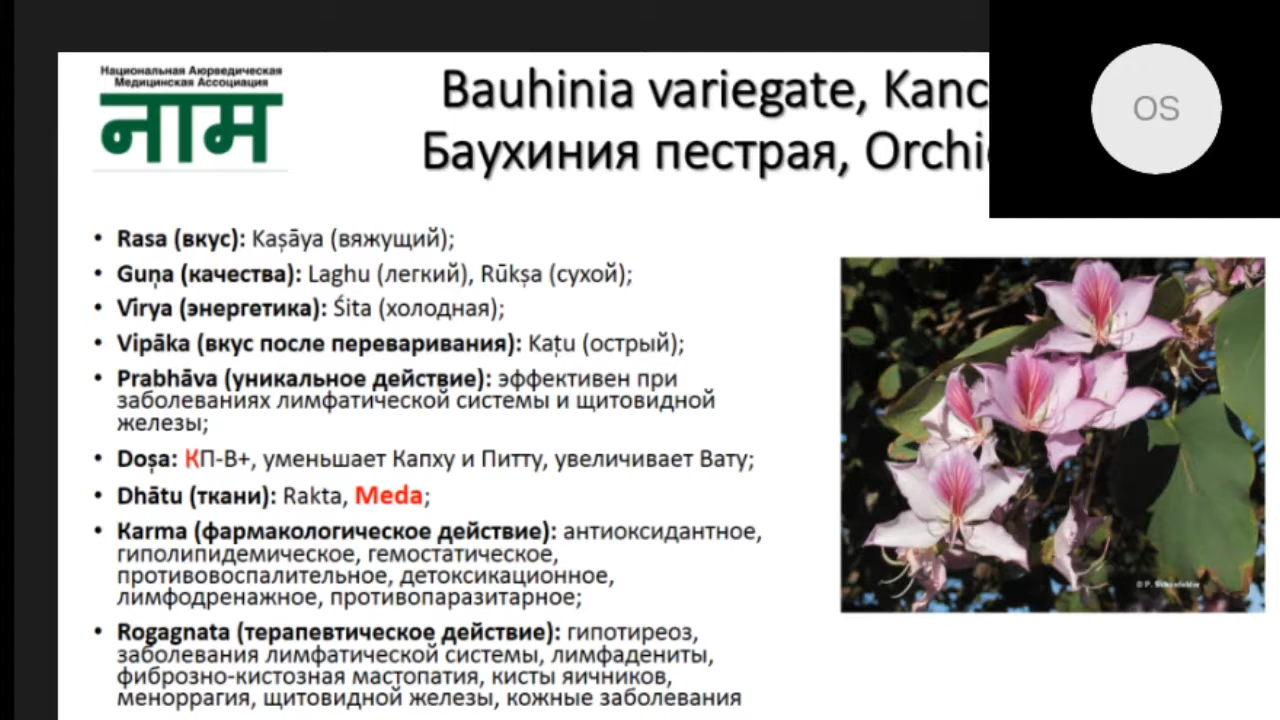 Национальная Аюрведическая
Медицинская Ассоциация
नाम
Bauhinia variegate, Kanc
Баухиния пестрая, Orchi
OS
• Rasa (вкус): Kaṣāya (вяжущий);
• Guṇa (качества): Laghu (легкий), Rūkṣa (сухой);
• Vīrya (энергетика): Śita (холодная);
• Vipāka (вкус после переваривания): Kaṭu (острый);
• Prabhāva (уникальное действие): эффективен при
заболеваниях лимфатической системы и щитовидной
железы;
• Doṣa: КП-В+, уменьшает Капху и Питту, увеличивает Вату;
• Dhātu (ткани): Rakta, Meda;
• Karma (фармакологическое действие): антиоксидантное,
гиполипидемическое, гемостатическое,
противовоспалительное, детоксикационное,
лимфодренажное, противопаразитарное;
• Rogagnata (терапевтическое действие): гипотиреоз,
заболевания лимфатической системы, лимфадениты,
фиброзно-кистозная мастопатия, кисты яичников,
меноррагия, щитовидной железы, кожные заболевания